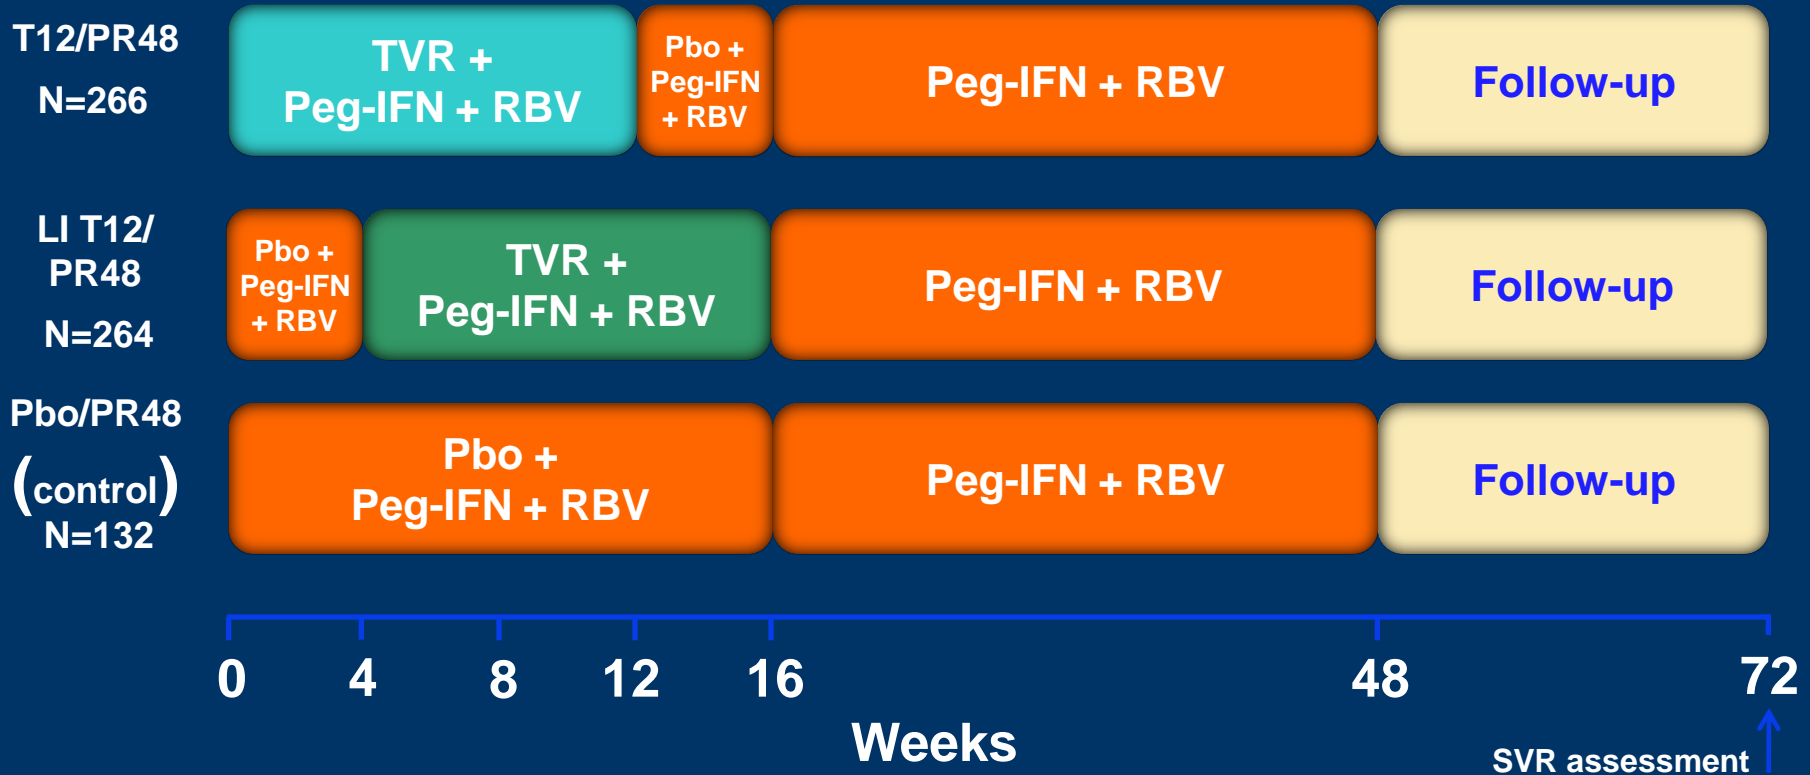 T12/PR48
N=266
TVR +
Peg-IFN + RBV
Pbo +
Peg-IFN
+ RBV
Peg-IFN + RBV
Follow-up
LI T12/
PR48
N=264
Pbo +
Peg-IFN
+ RBV
TVR +
Peg-IFN + RBV
Peg-IFN + RBV
Follow-up
Pbo/PR48
(control)
N=132
Pbo +
Peg-IFN + RBV
Peg-IFN + RBV
Follow-up
0 4 8 12 16 48 72
Weeks
SVR assessment